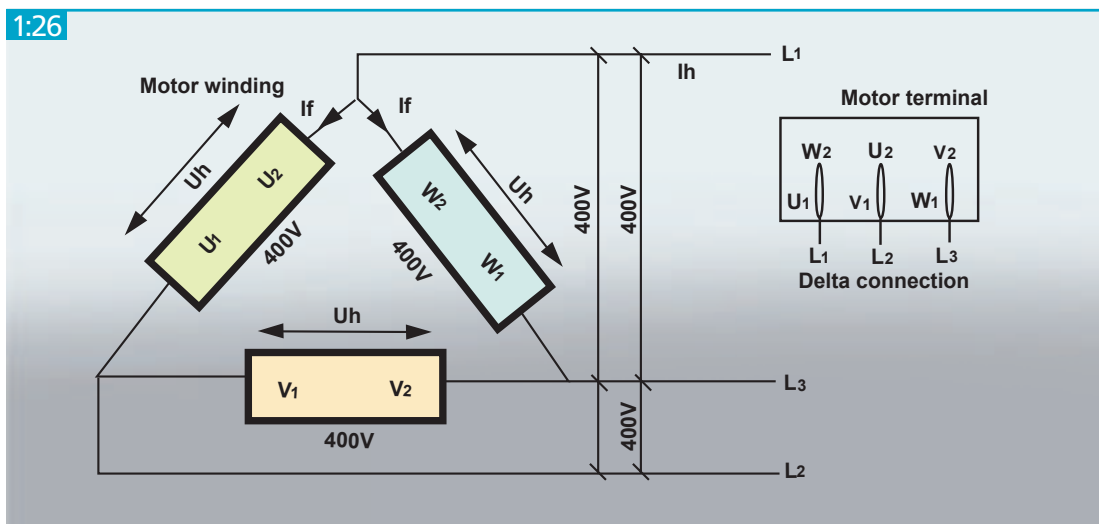 1:26
L1
Ih
Motor winding
If
If
Uh
U2
U1
400V
W2
W1
400V
Uh
400V
400V
Uh
V1 V2
400V
L3
400V
L2
Motor terminal
W2 U2 V2
U1 V1 W1
L1 L2 L3
Delta connection